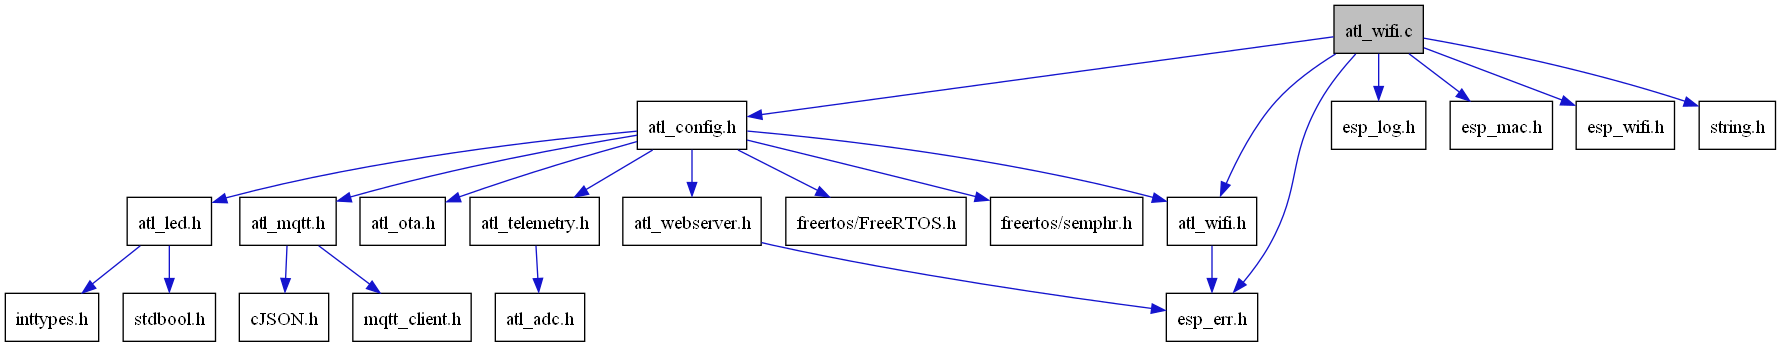 atl_wifi.c
atl_config.h
esp_log.h
esp_mac.h
esp_wifi.h
string.h
atl_led.h
atl_mqtt.h
atl_ota.h
atl_telemetry.h
atl_webserver.h
freertos/FreeRTOS.h
freertos/semphr.h
atl_wifi.h
inttypes.h
stdbool.h
cJSON.h
mqtt_client.h
atl_adc.h
esp_err.h